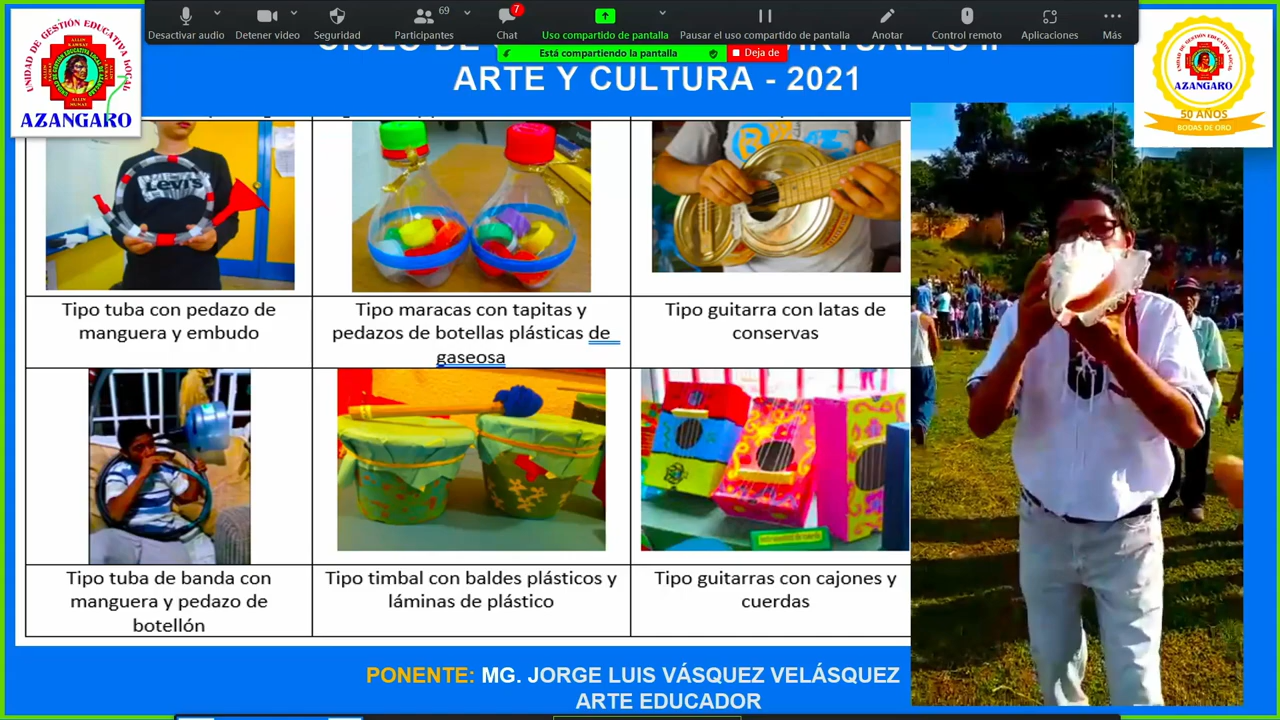 69
7
Desactivar audio
Detener video
Seguridad
Participantes
Chat
Uso compartido de pantalla
Pausar el uso compartido de pantalla
Anotar
Control remoto
Aplicaciones
Más
Está compartiendo la pantalla
Deja de
UNIDAD DE GESTIÓN EDUCATIVA LOCAL
AZANGARO
AZANGARO
50 AÑOS
BODAS DE ORO
CICLO DE
ARTE Y CULTURA - 2021
Levi's
Tipo tuba con pedazo de
manguera y embudo
Tipo maracas con tapitas y
pedazos de botellas plásticas de
gaseosa
Tipo guitarra con latas de
conservas
Tipo tuba de banda con
manguera y pedazo de
botellón
Tipo timbal con baldes plásticos y
láminas de plástico
Tipo guitarras con cajones y
cuerdas
PONENTE: MG. JORGE LUIS VÁSQUEZ VELÁSQUEZ
ARTE EDUCADOR